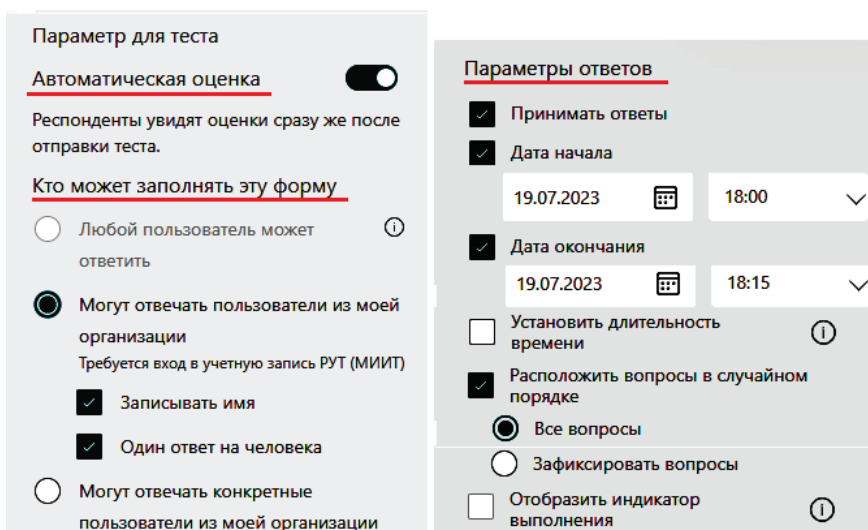 Параметр для теста
Автоматическая оценка
Респонденты увидят оценки сразу же после
отправки теста.
Кто может заполнять эту форму
Любой пользователь может
ответить
Могут отвечать пользователи из моей
организации
Требуется вход в учетную запись РУТ (МИИТ)
Записывать имя
Один ответ на человека
Могут отвечать конкретные
пользователи из моей организации
Параметры ответов
Принимать ответы
Дата начала
19.07.2023 18:00
Дата окончания
19.07.2023 18:15
Установить длительность
времени
Расположить вопросы в случайном
порядке
Все вопросы
Зафиксировать вопросы
Отобразить индикатор
выполнения